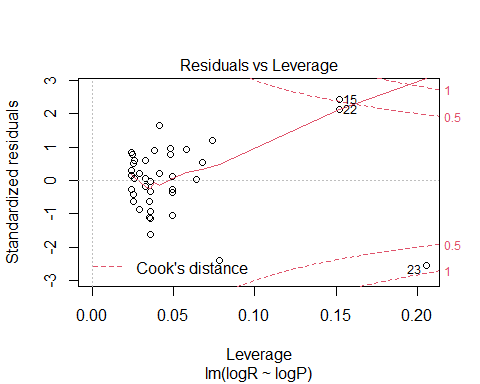 Residuals vs Leverage
Standardized residuals
3
2
1
0
-1
-2
-3
15
22
23
1
0.5
0.5
1
Cook's distance
0.00 0.05 0.10 0.15 0.20
Leverage
lm(logR ~ logP)